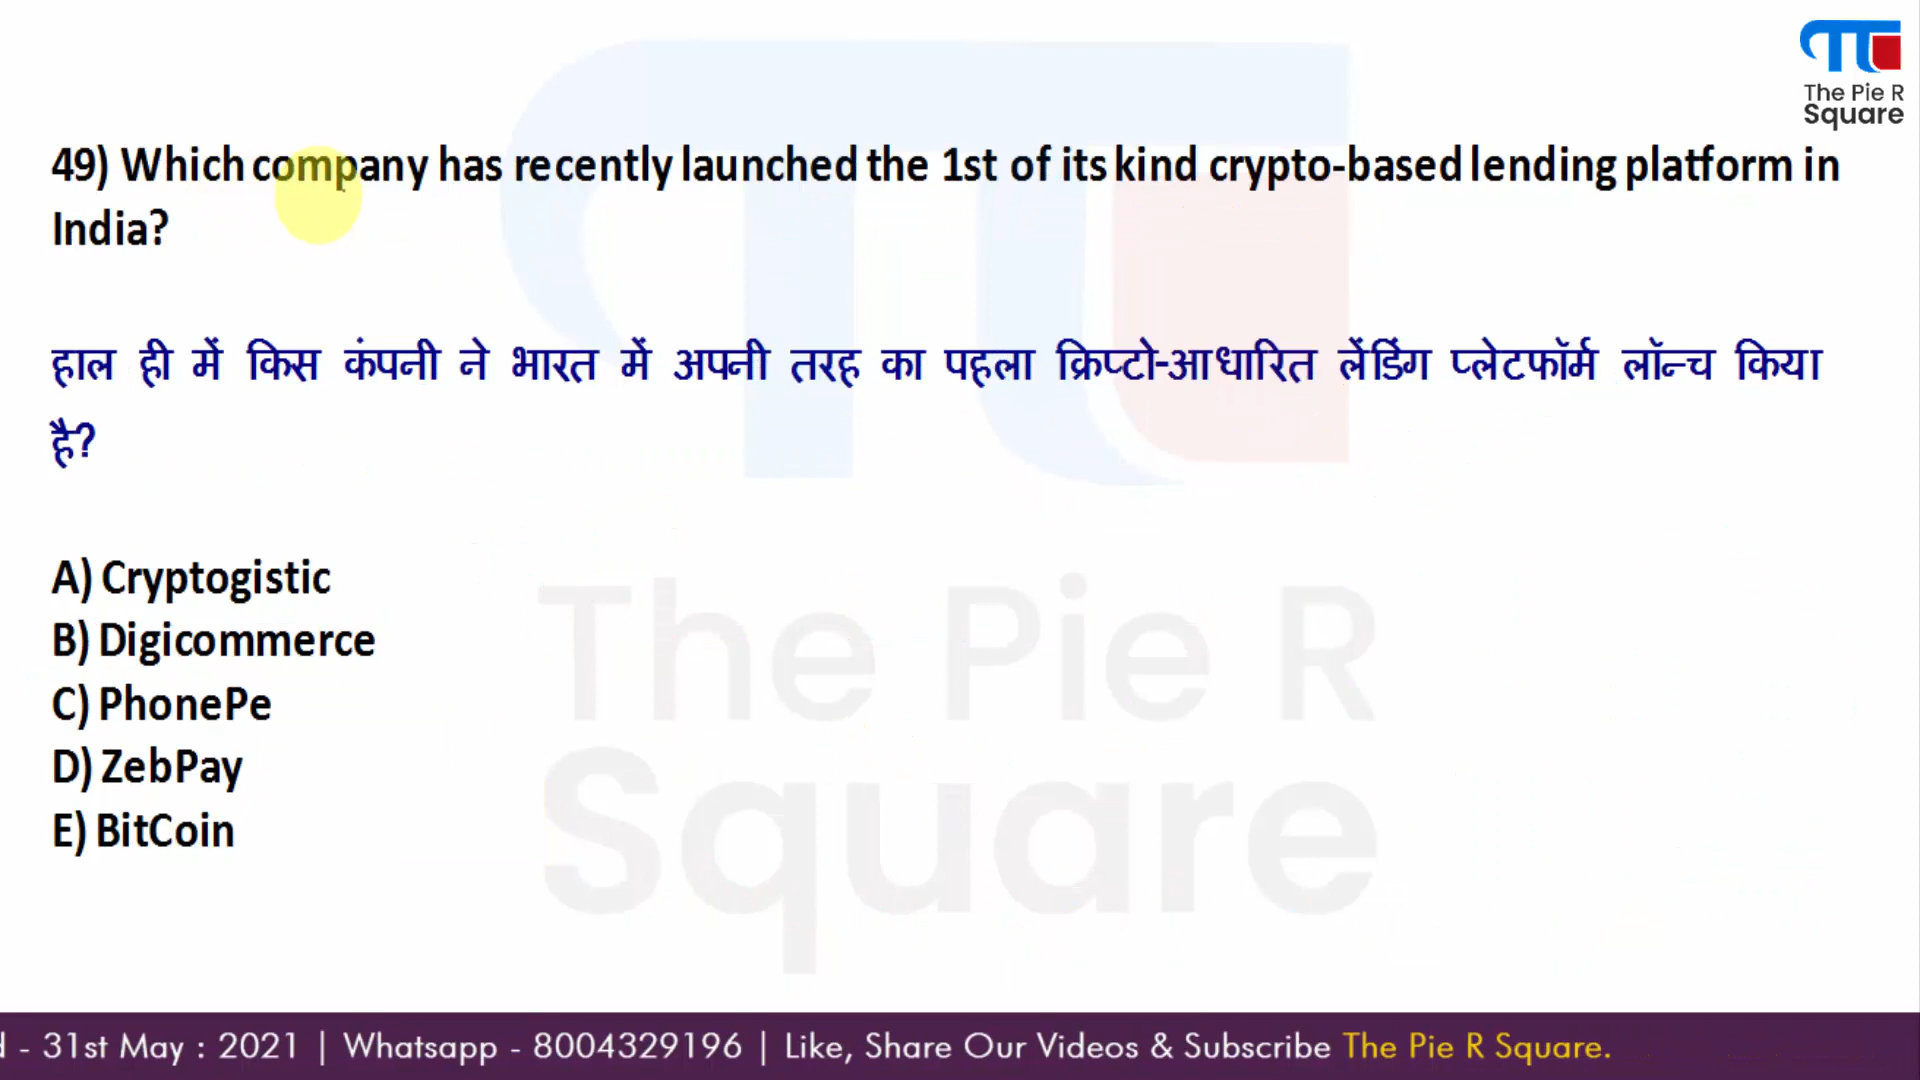 The Pie R
Square
49) Which company has recently launched the 1st of its kind crypto-based lending platform in
India?
हाल ही में किस कंपनी ने भारत में अपनी तरह का पहला क्रिप्टो-आधारित लेंडिंग प्लेटफॉर्म लॉन्च किया
है?
A) Cryptogistic
B) Digicommerce
C) PhonePe
D) ZebPay
E) BitCoin
The Pie R
Square
- 31st May : 2021 | Whatsapp - 8004329196 | Like, Share Our Videos & Subscribe The Pie R Square.